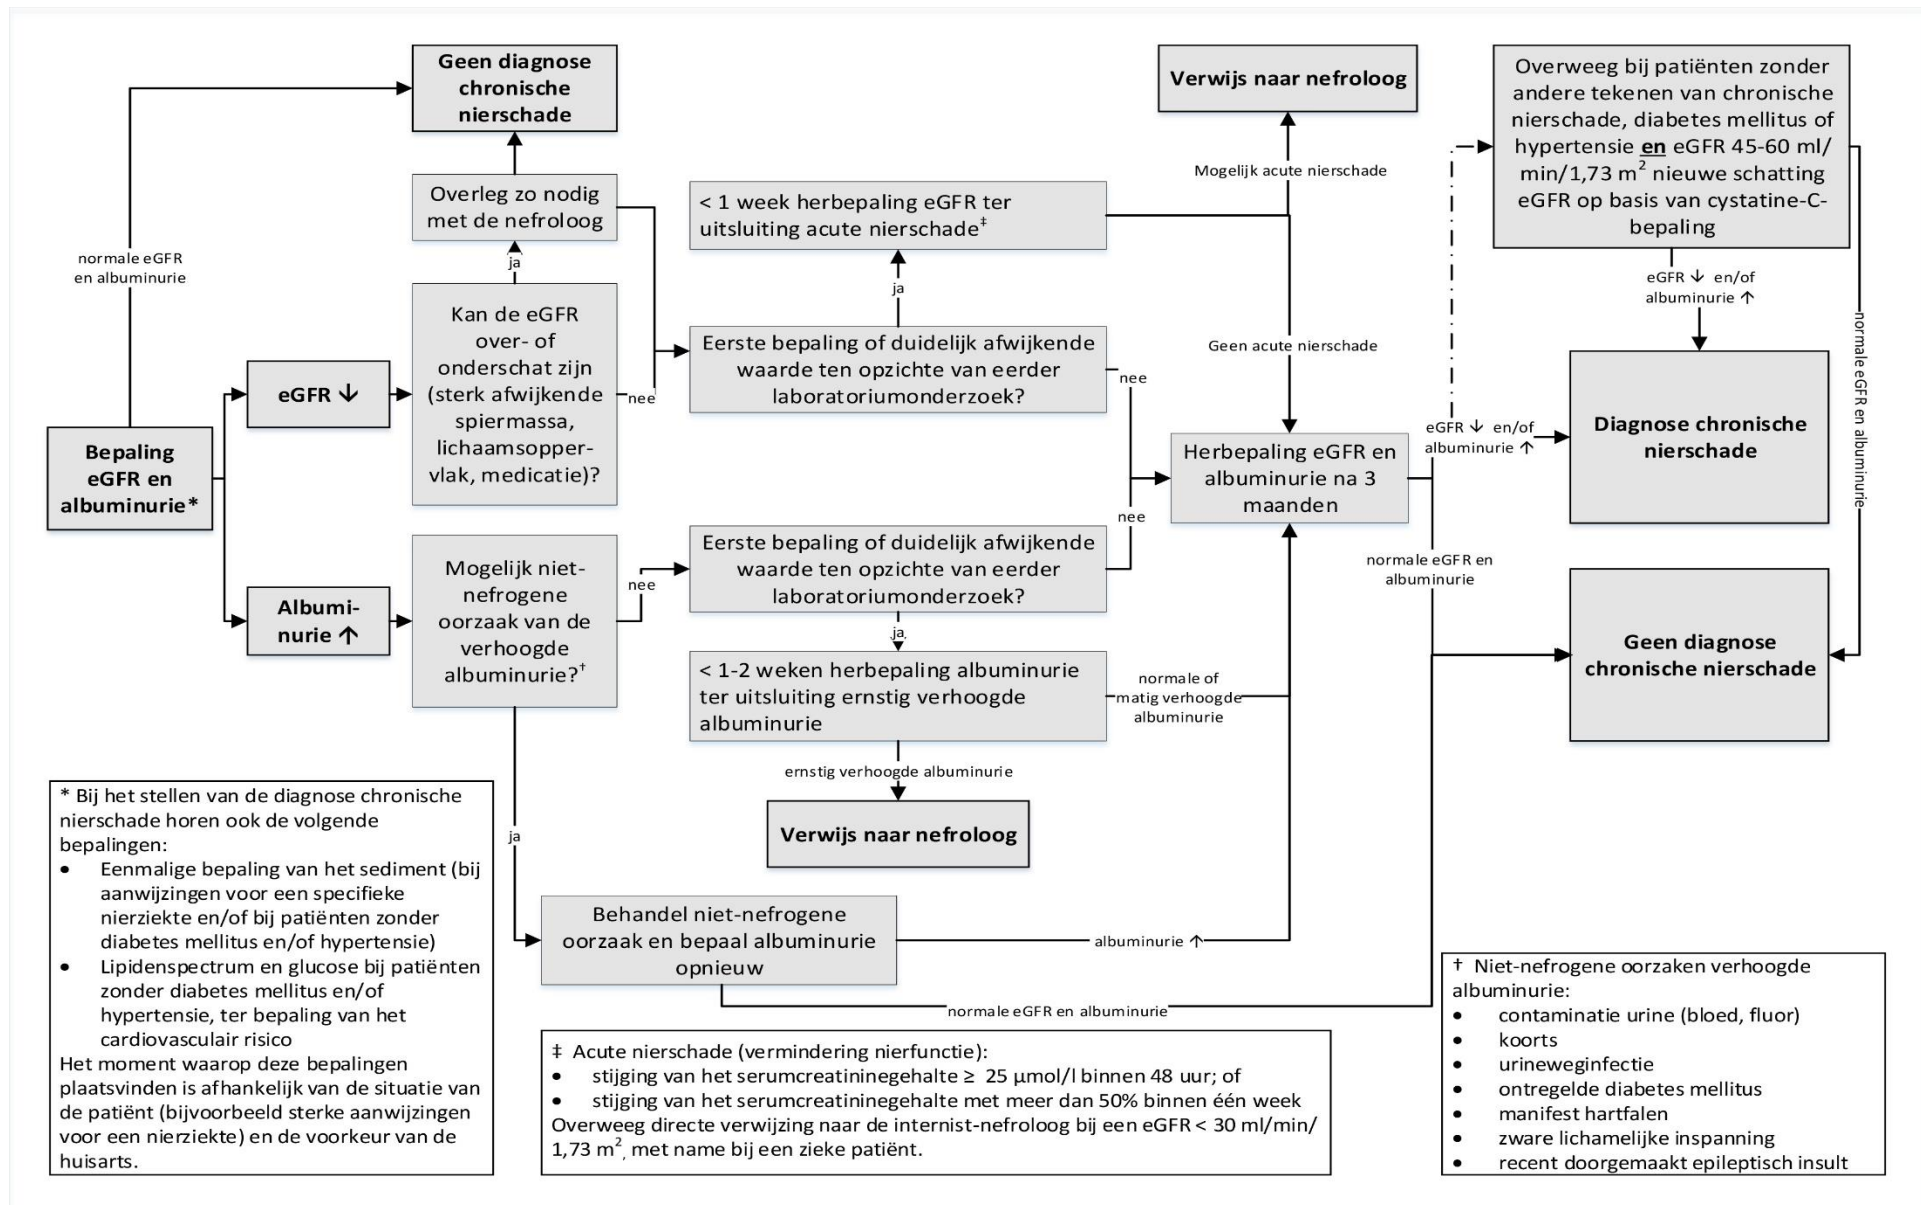 Geen diagnose
chronische
nierschade
Verwijs naar nefroloog
Overweeg bij patiënten zonder
andere tekenen van chronische
nierschade, diabetes mellitus of
hypertensie en eGFR 45-60 ml/
min/1,73 m² nieuwe schatting
eGFR op basis van cystatine-C-
bepaling
Mogelijk acute nierschade
Overleg zo nodig
met de nefroloog
< 1 week herbepaling eGFR ter
uitsluiting acute nierschade‡
normale eGFR
en albuminurie
ja
ja
eGFR ↓ en/of
albuminurie ↑
Kan de eGFR
over- of
onderschat zijn
(sterk afwijkende
spiermassa,
lichaamsopper-
vlak, medicatie)?
Eerste bepaling of duidelijk afwijkende
waarde ten opzichte van eerder
laboratoriumonderzoek?
Geen acute nierschade
normale eGFR en albuminurie
eGFR ↓
nee
nee
Bepaling
eGFR en
albuminurie*
Herbepaling eGFR en
albuminurie na 3
maanden
eGFR ↓ en/of
albuminurie ↑
Diagnose chronische
nierschade
nee
Albumi-
nurie ↑
Mogelijk niet-
nefrogene
oorzaak van de
verhoogde
albuminurie?†
nee
Eerste bepaling of duidelijk afwijkende
waarde ten opzichte van eerder
laboratoriumonderzoek?
normale eGFR en
albuminurie
ja
< 1-2 weken herbepaling albuminurie
ter uitsluiting ernstig verhoogde
albuminurie
normale of
matig verhoogde
albuminurie
Geen diagnose
chronische nierschade
ernstig verhoogde albuminurie
Verwijs naar nefroloog
ja
Behandel niet-nefrogene
oorzaak en bepaal albuminurie
opnieuw
albuminurie ↑
normale eGFR en albuminurie
* Bij het stellen van de diagnose chronische
nierschade horen ook de volgende
bepalingen:
• Eenmalige bepaling van het sediment (bij
aanwijzingen voor een specifieke
nierziekte en/of bij patiënten zonder
diabetes mellitus en/of hypertensie)
• Lipidenspectrum en glucose bij patiënten
zonder diabetes mellitus en/of
hypertensie, ter bepaling van het
cardiovasculair risico
Het moment waarop deze bepalingen
plaatsvinden is afhankelijk van de situatie van
de patiënt (bijvoorbeeld sterke aanwijzingen
voor een nierziekte) en de voorkeur van de
huisarts.
‡ Acute nierschade (vermindering nierfunctie):
• stijging van het serumcreatininegehalte ≥ 25 µmol/l binnen 48 uur; of
• stijging van het serumcreatininegehalte met meer dan 50% binnen één week
Overweeg directe verwijzing naar de internist-nefroloog bij een eGFR < 30 ml/min/
1,73 m², met name bij een zieke patiënt.
† Niet-nefrogene oorzaken verhoogde
albuminurie:
• contaminatie urine (bloed, fluor)
• koorts
• urineweginfectie
• ontregelde diabetes mellitus
• manifest hartfalen
• zware lichamelijke inspanning
• recent doorgemaakt epileptisch insult